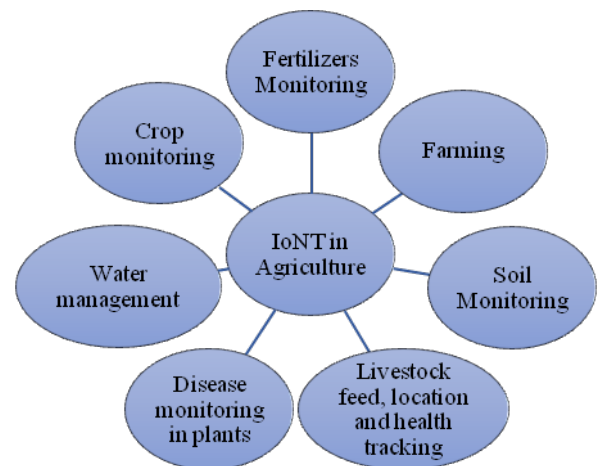 Fertilizers
Monitoring
Crop
monitoring
Farming
IoNT in
Agriculture
Water
management
Soil
Monitoring
Disease
monitoring
in plants
Livestock
feed, location
and health
tracking